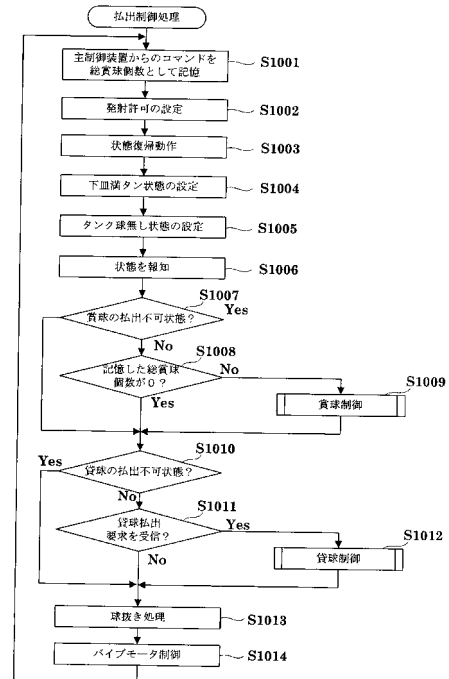 払出制御処理
主制御装置からのコマンドを
総賞球個数として記憶
S1001
発射許可の設定
S1002
状態復帰動作
S1003
下皿満タン状態の設定
S1004
タンク球無し状態の設定
S1005
状態を報知
S1006
S1007
賞球の払出不可状態?
Yes
No
S1008
記憶した総賞球
個数が0?
No
Yes
S1009
賞球制御
S1010
Yes
貸球の払出不可状態?
No
S1011
貸球払出
要求を受信?
Yes
No
S1012
貸球制御
球抜き処理
S1013
バイブモータ制御
S1014